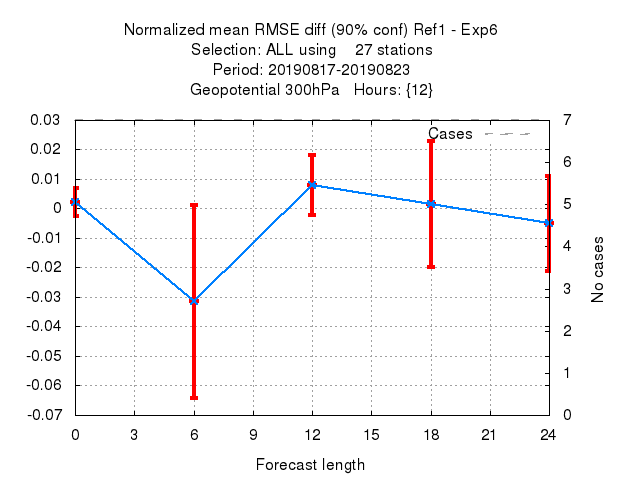 Normalized mean RMSE diff (90% conf) Ref1 - Exp6
Selection: ALL using 27 stations
Period: 20190817-20190823
Geopotential 300hPa Hours: {12}
Cases
0.03
0.02
0.01
0
-0.01
-0.02
-0.03
-0.04
-0.05
-0.06
-0.07
7
6
5
4
3
2
1
0
No cases
0 3 6 9 12 15 18 21 24
Forecast length